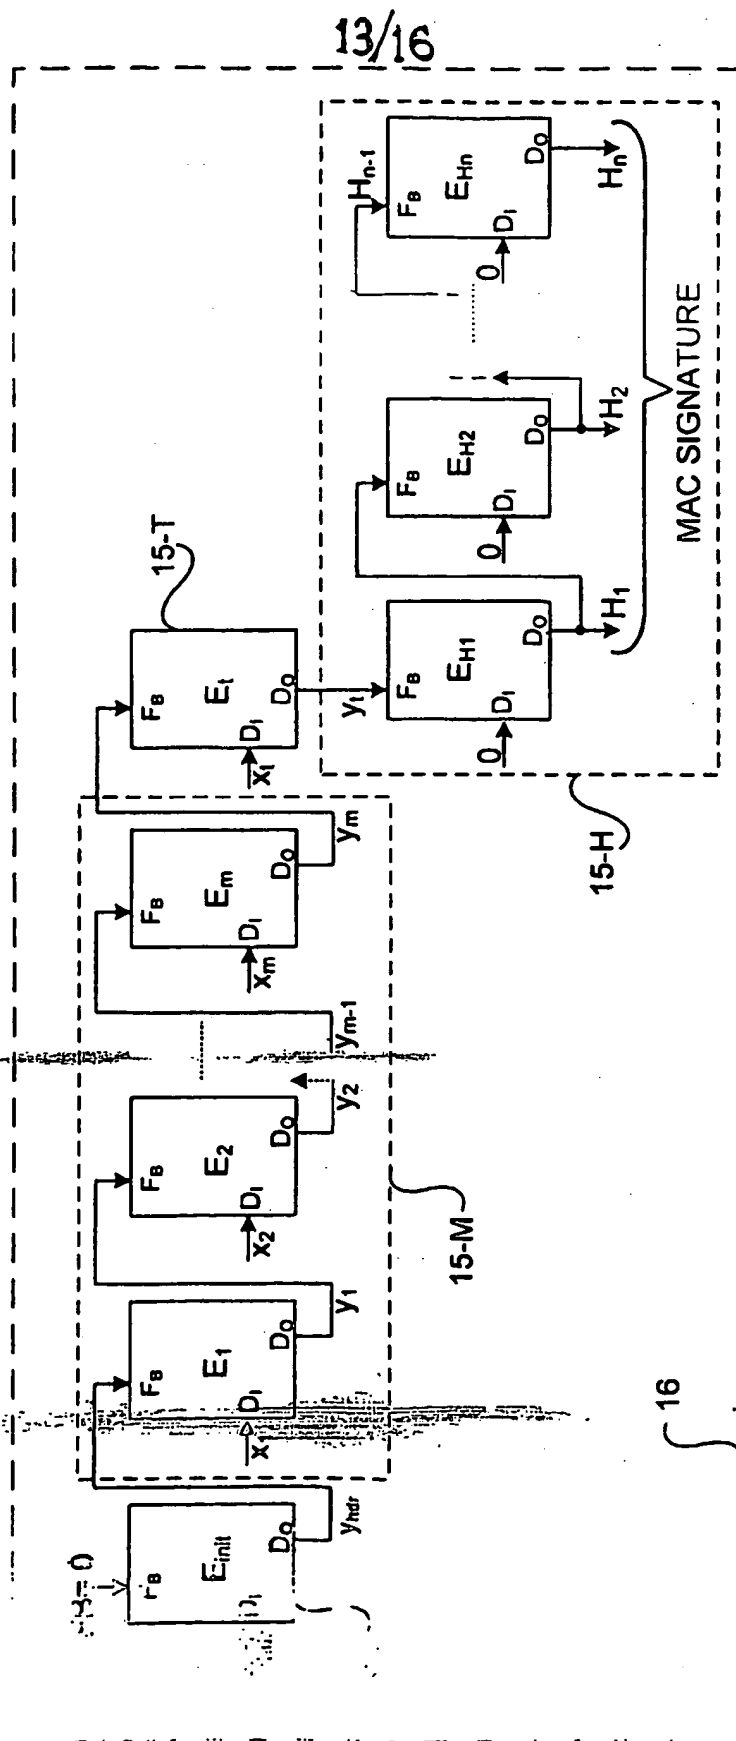 13/16
F_B
E_init
D_O
y_hdr
15-M
F_B
E_1
D_I
D_O
x_1
y_1
F_B
E_2
D_I
D_O
x_2
y_2
y_m-1
F_B
E_m
D_I
D_O
x_m
y_m
15-T
F_B
E_t
D_I
D_O
x_t
y_t
15-H
F_B
E_H1
D_I
D_O
0
H_1
F_B
E_H2
D_I
D_O
0
H_2
H_n-1
F_B
E_Hn
D_I
D_O
0
H_n
MAC SIGNATURE
16